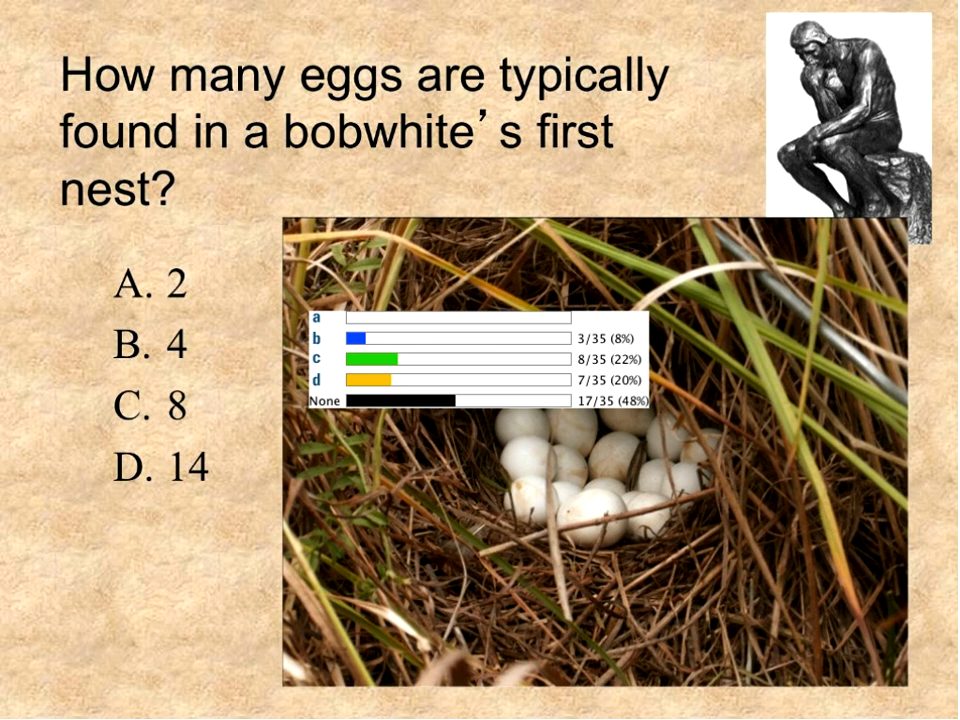 How many eggs are typically
found in a bobwhite’s first
nest?
A. 2
B. 4
C. 8
D. 14
a
b 3/35 (8%)
c 8/35 (22%)
d 7/35 (20%)
None 17/35 (48%)